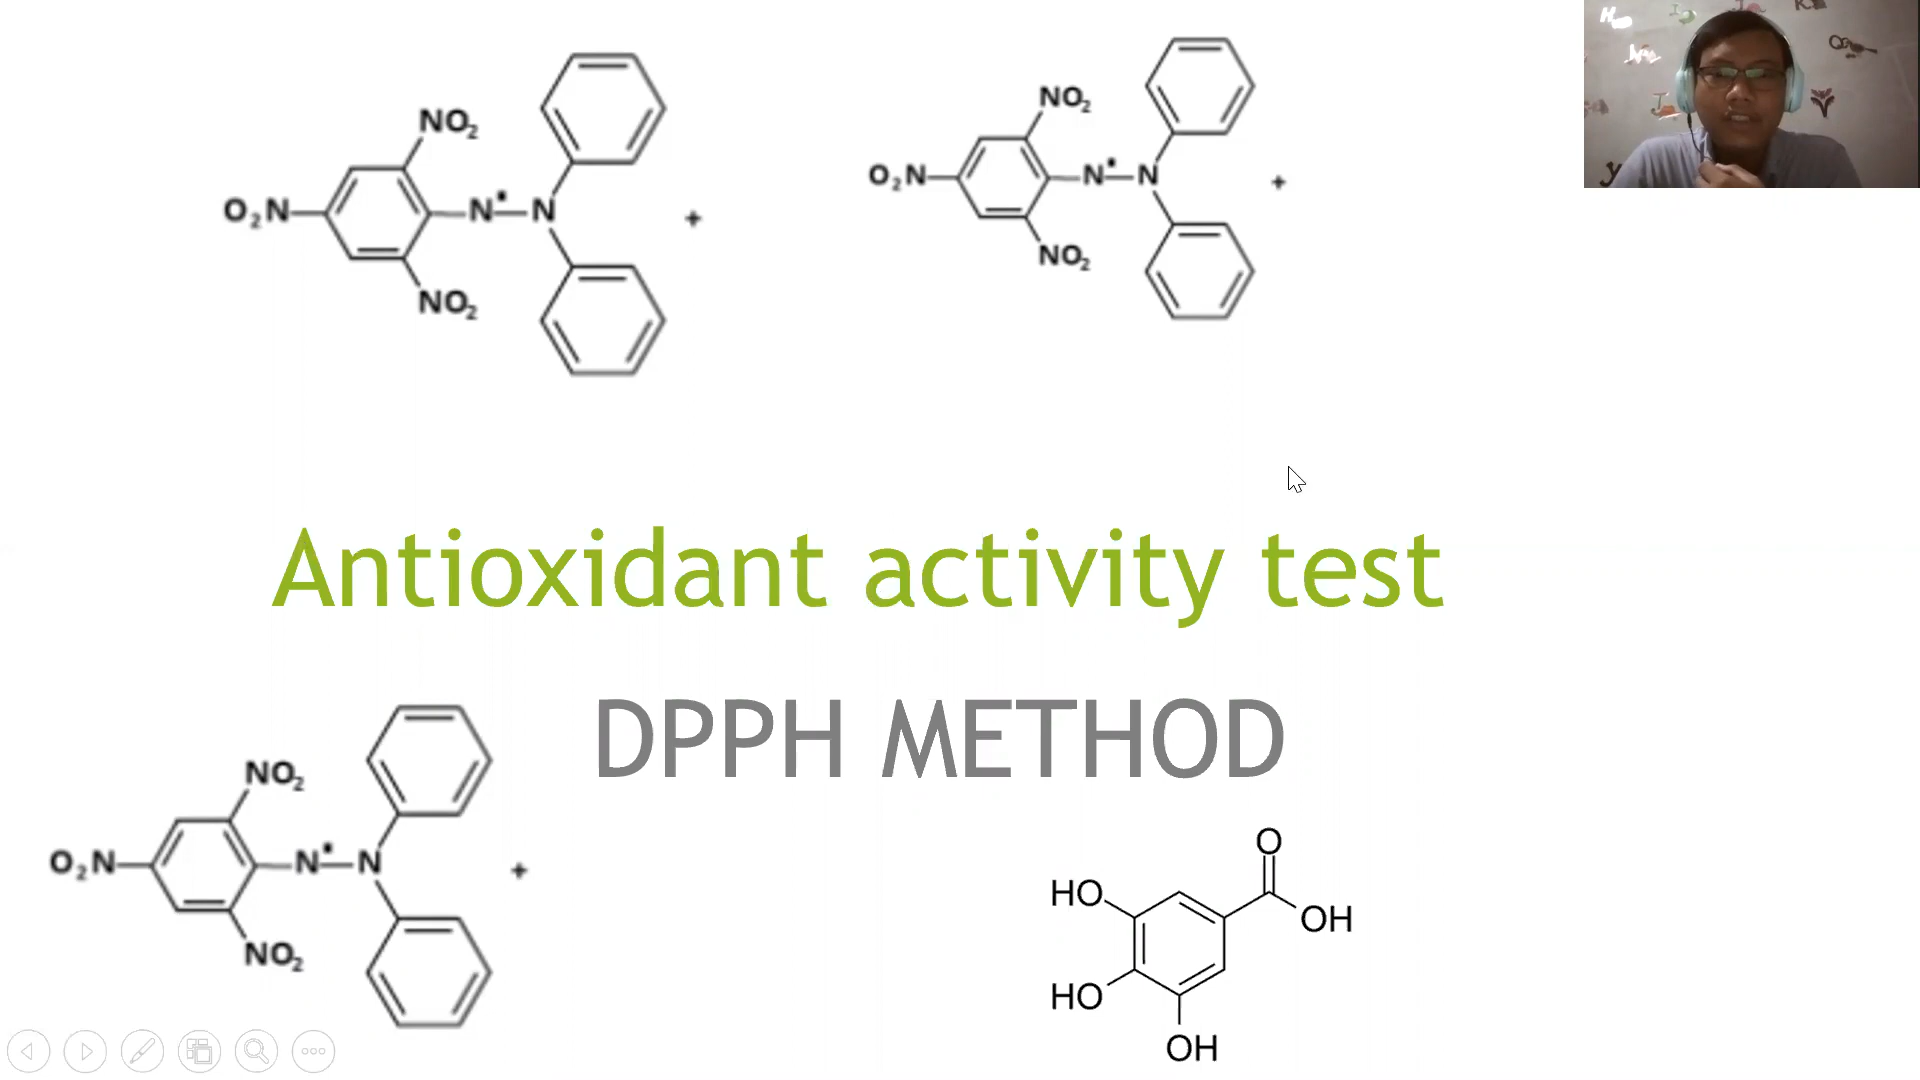 NO₂
O₂N
N•
N
+
NO₂
NO₂
O₂N
N•
N
+
NO₂
Antioxidant activity test
DPPH METHOD
NO₂
O₂N
N•
N
+
NO₂
O
HO
OH
HO
OH